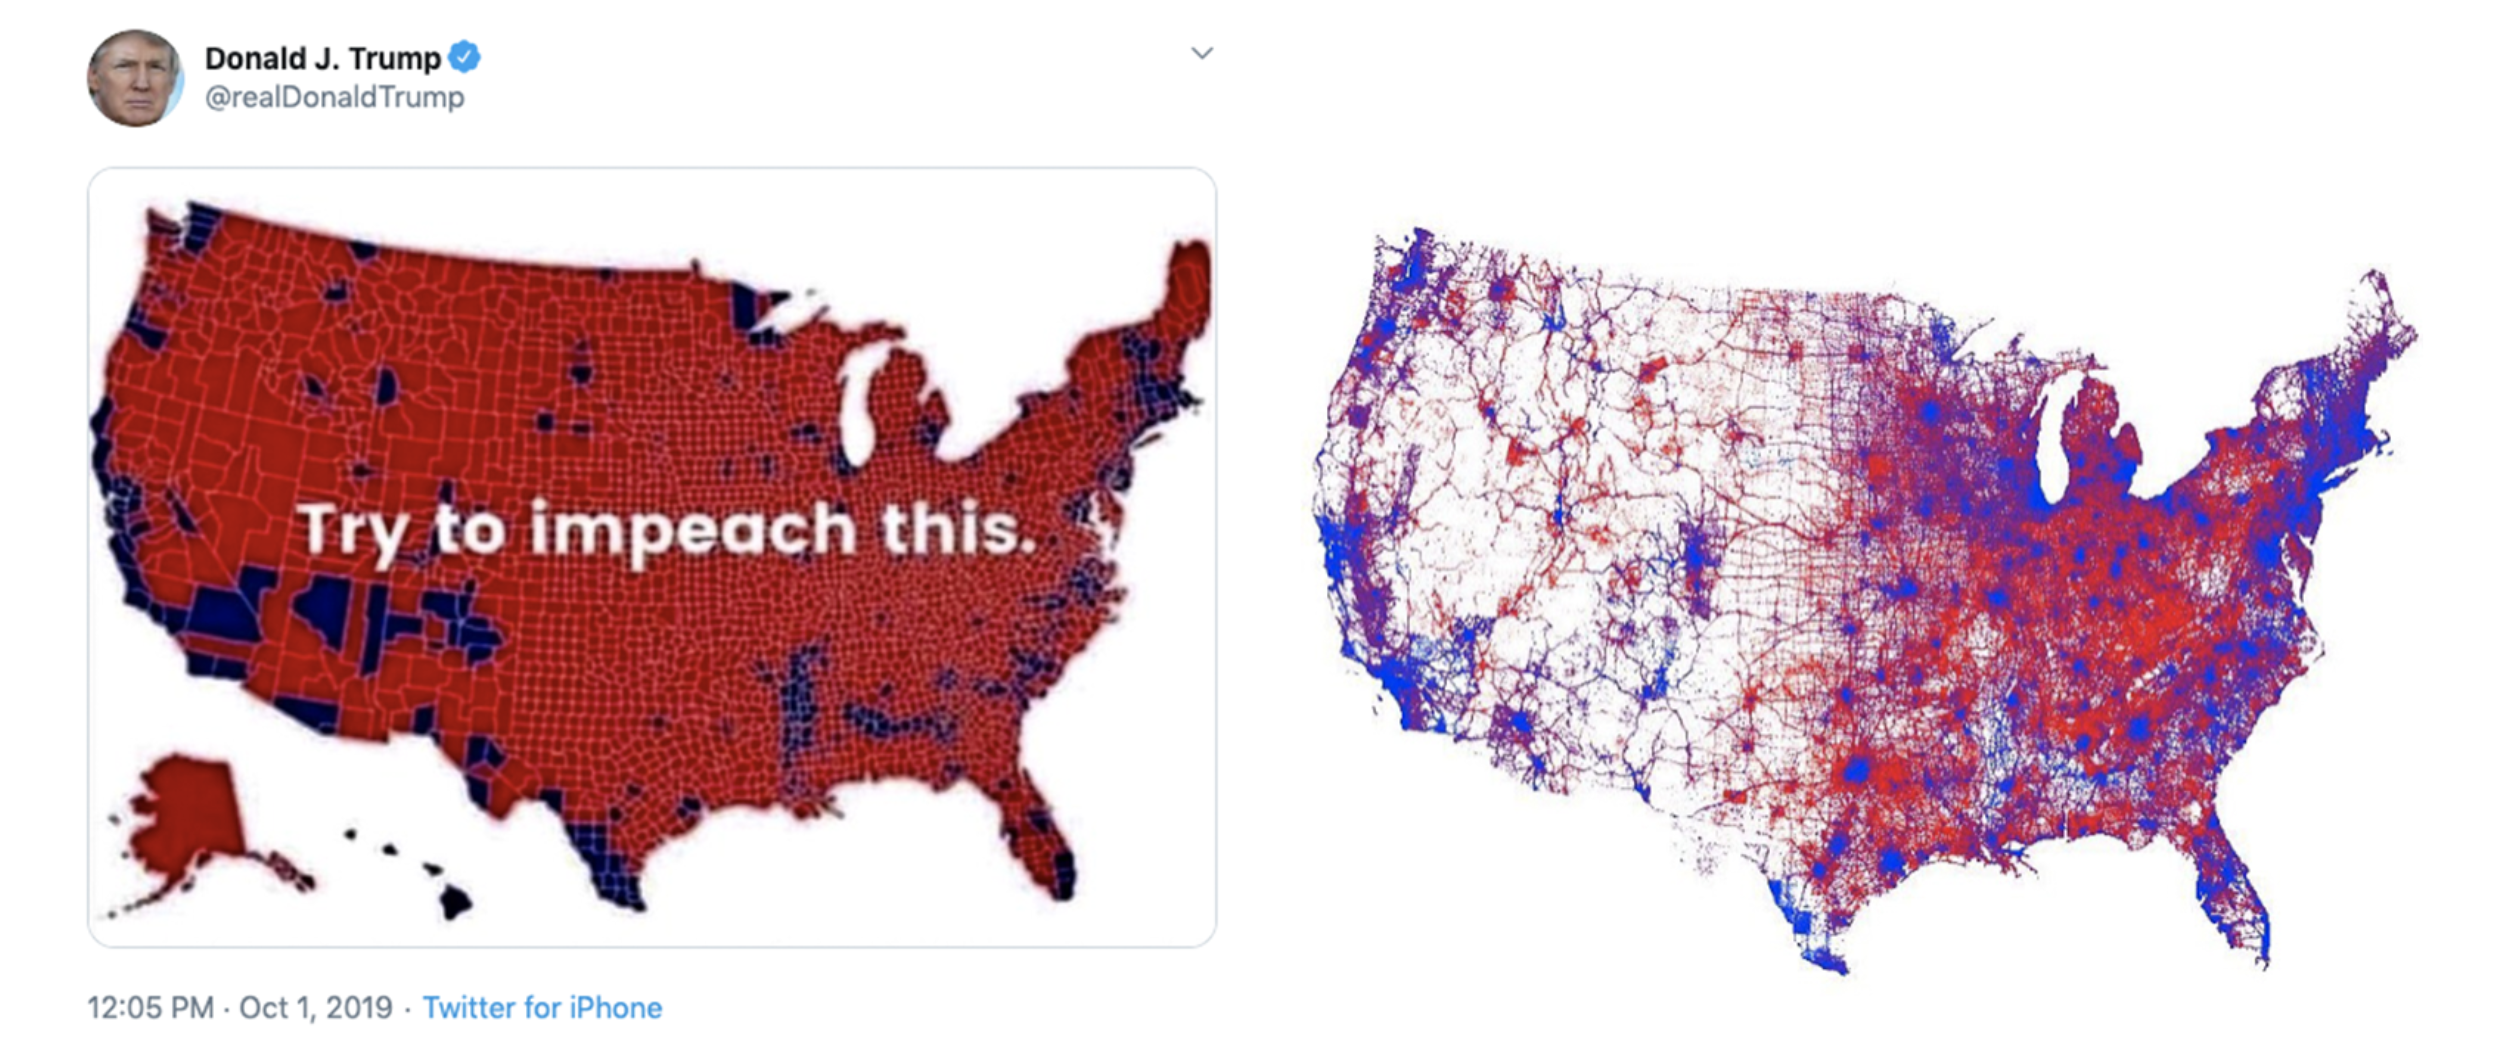 Donald J. Trump
@realDonaldTrump
Try to impeach this.
12:05 PM · Oct 1, 2019 · Twitter for iPhone